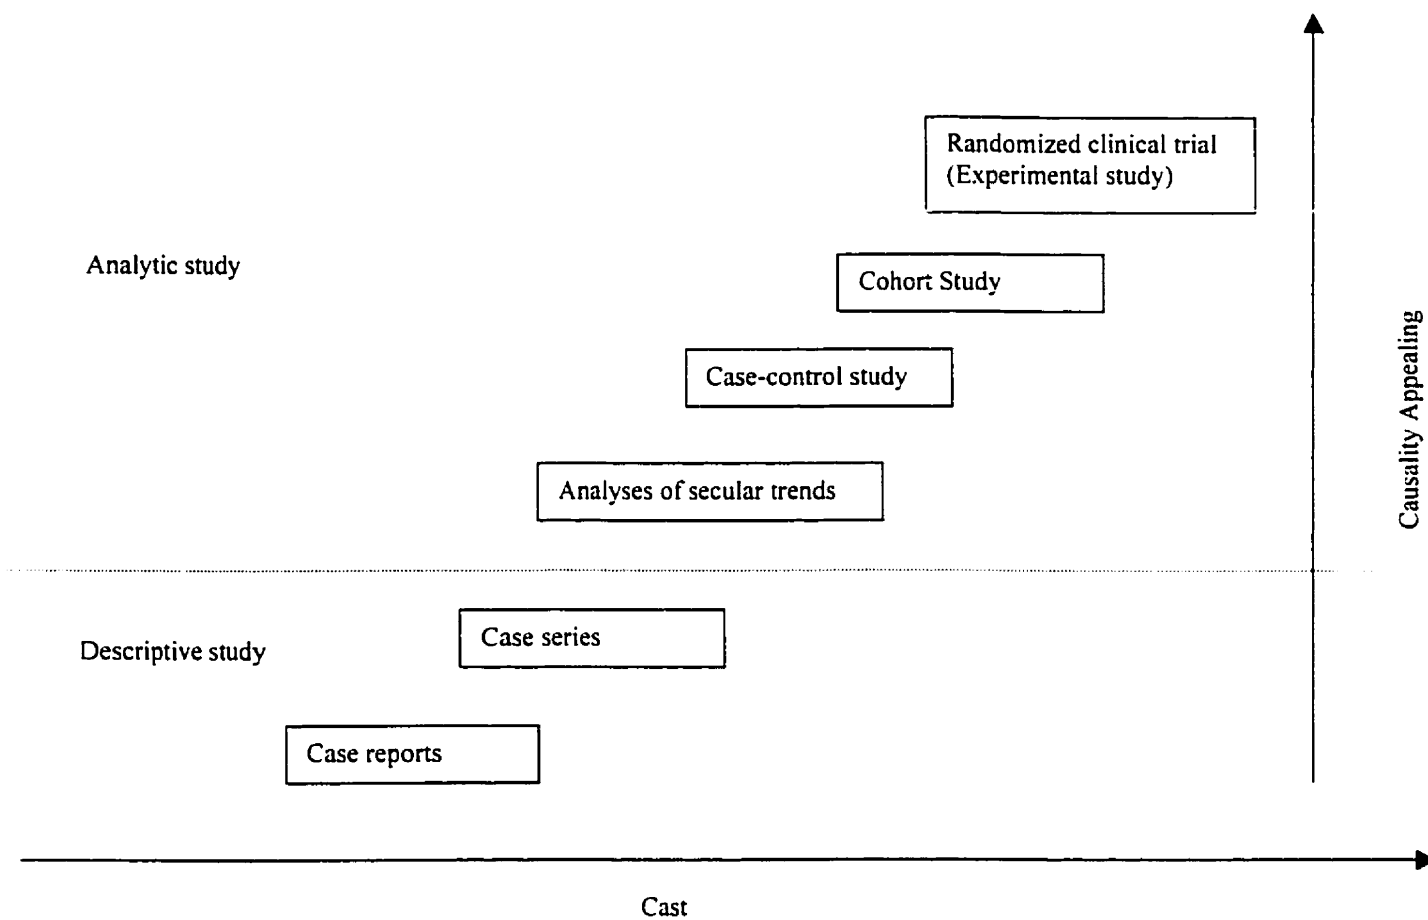 Randomized clinical trial
(Experimental study)
Analytic study
Cohort Study
Case-control study
Analyses of secular trends
Case series
Descriptive study
Case reports
Causality Appealing
Cast